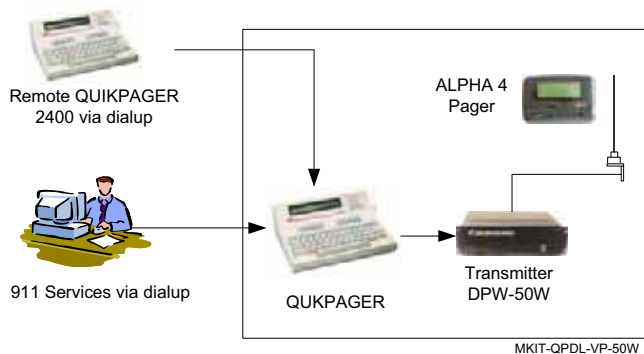 Remote QUIKPAGER
2400 via dialup
ALPHA 4
Pager
911 Services via dialup
QUKPAGER
Transmitter
DPW-50W
MKIT-QPDL-VP-50W